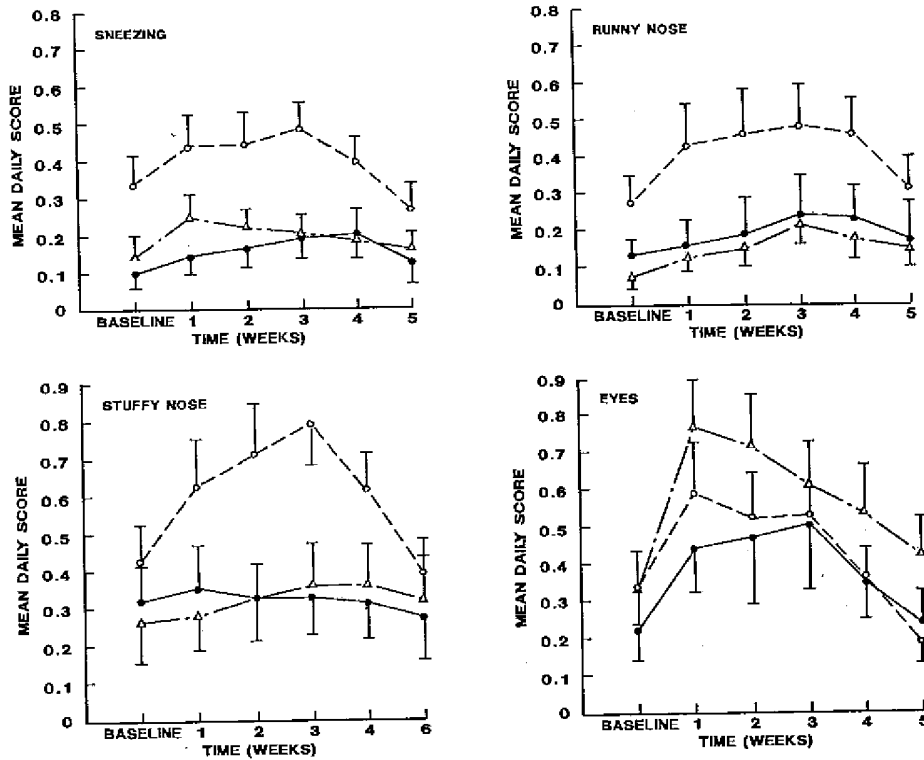 SNEEZING
MEAN DAILY SCORE
0.8
0.7
0.6
0.5
0.4
0.3
0.2
0.1
0
BASELINE 1 2 3 4 5
TIME (WEEKS)
RUNNY NOSE
MEAN DAILY SCORE
0.8
0.7
0.6
0.5
0.4
0.3
0.2
0.1
0
BASELINE 1 2 3 4 5
TIME (WEEKS)
STUFFY NOSE
MEAN DAILY SCORE
0.9
0.8
0.7
0.6
0.5
0.4
0.3
0.2
0.1
0
BASELINE 1 2 3 4 6
TIME (WEEKS)
EYES
MEAN DAILY SCORE
0.9
0.8
0.7
0.6
0.5
0.4
0.3
0.2
0.1
0
BASELINE 1 2 3 4 5
TIME (WEEKS)